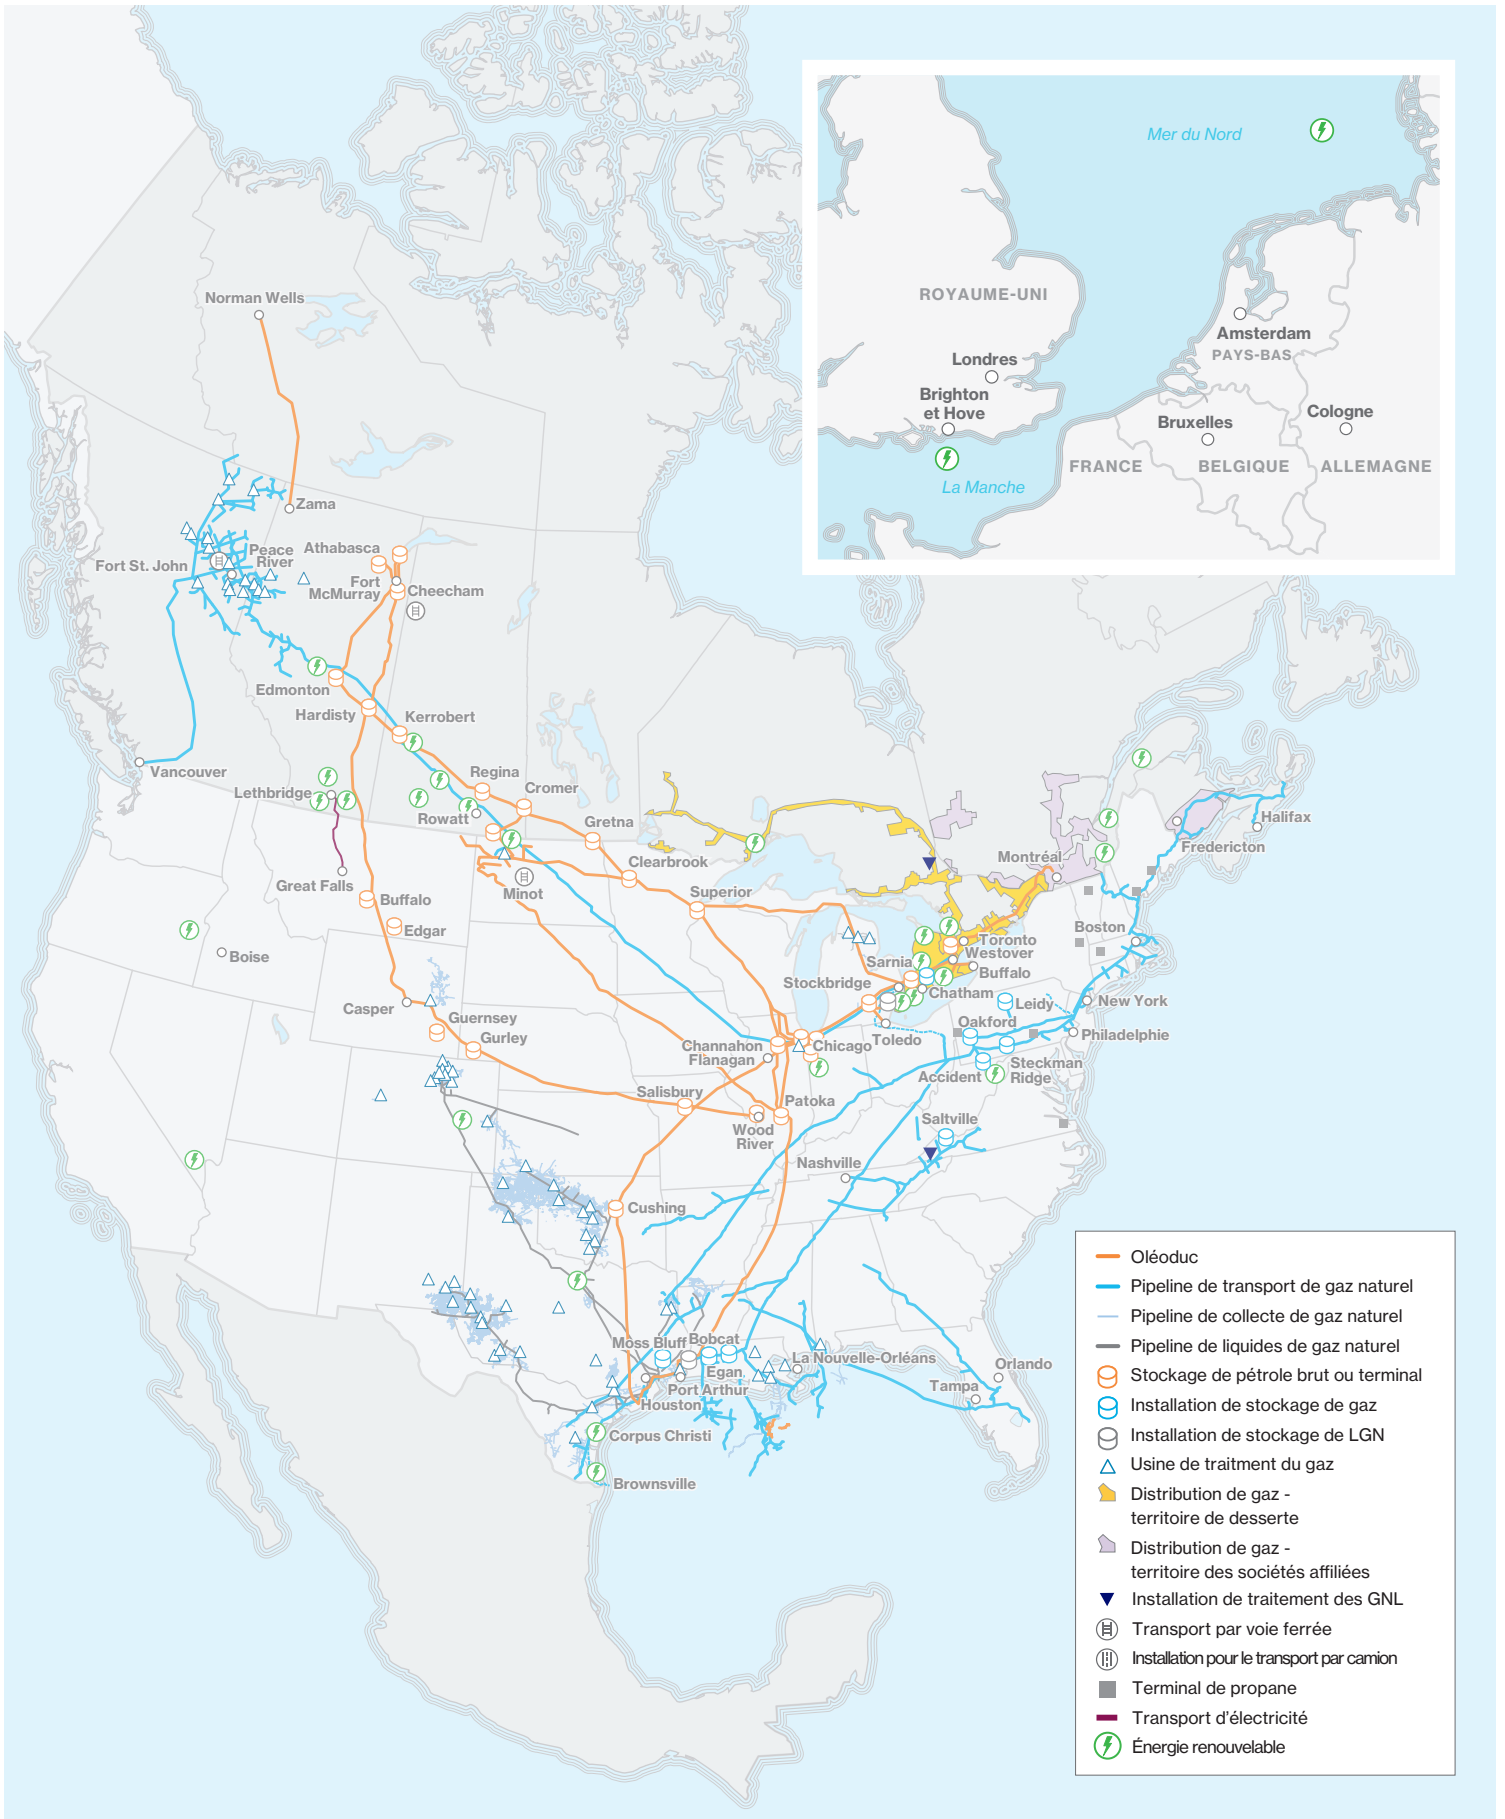 Mer du Nord
ROYAUME-UNI
Amsterdam
PAYS-BAS
Londres
Brighton
et Hove
Bruxelles
Cologne
FRANCE
BELGIQUE
ALLEMAGNE
La Manche
Norman Wells
Zama
Fort St. John
Peace
River
Athabasca
Fort
McMurray
Cheecham
Edmonton
Hardisty
Kerrobert
Vancouver
Lethbridge
Regina
Cromer
Rowatt
Gretna
Great Falls
Minot
Clearbrook
Superior
Montréal
Halifax
Fredericton
Buffalo
Edgar
Boise
Boston
Toronto
Westover
Sarnia
Buffalo
Stockbridge
Chatham
Leidy
New York
Casper
Guernsey
Gurley
Channahon
Flanagan
Chicago
Toledo
Oakford
Philadelphie
Accident
Steckman
Ridge
Salisbury
Patoka
Wood
River
Saltville
Nashville
Cushing
Moss Bluff
Bobcat
Egan
La Nouvelle-Orléans
Port Arthur
Houston
Orlando
Tampa
Corpus Christi
Brownsville
Oléoduc
Pipeline de transport de gaz naturel
Pipeline de collecte de gaz naturel
Pipeline de liquides de gaz naturel
Stockage de pétrole brut ou terminal
Installation de stockage de gaz
Installation de stockage de LGN
Usine de traitment du gaz
Distribution de gaz -
territoire de desserte
Distribution de gaz -
territoire des sociétés affiliées
Installation de traitement des GNL
Transport par voie ferrée
Installation pour le transport par camion
Terminal de propane
Transport d'électricité
Énergie renouvelable